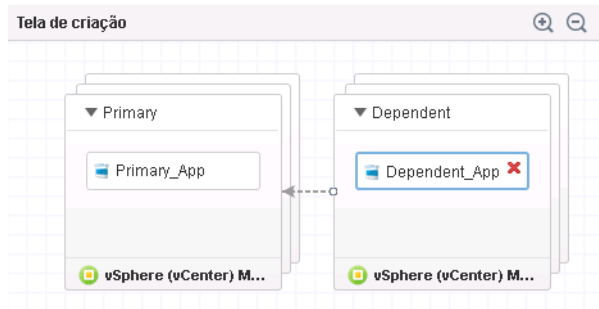 Tela de criação
Primary
Dependent
Primary_App
Dependent_App
vSphere (vCenter) M...
vSphere (vCenter) M...